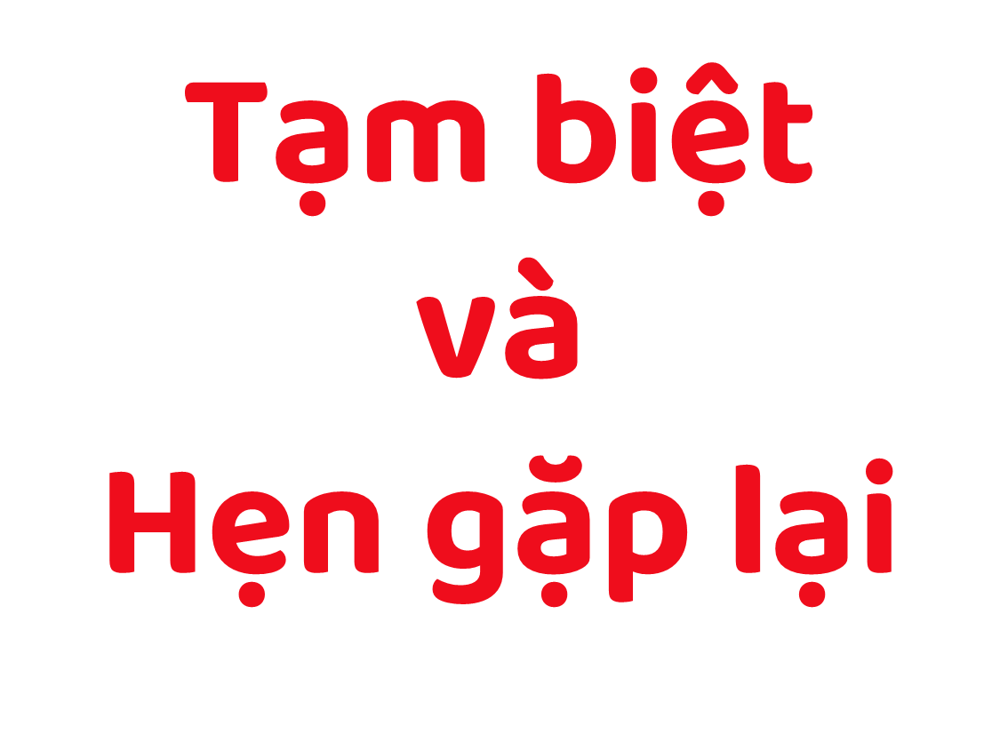 Tạm biệt
và
Hẹn gặp lại